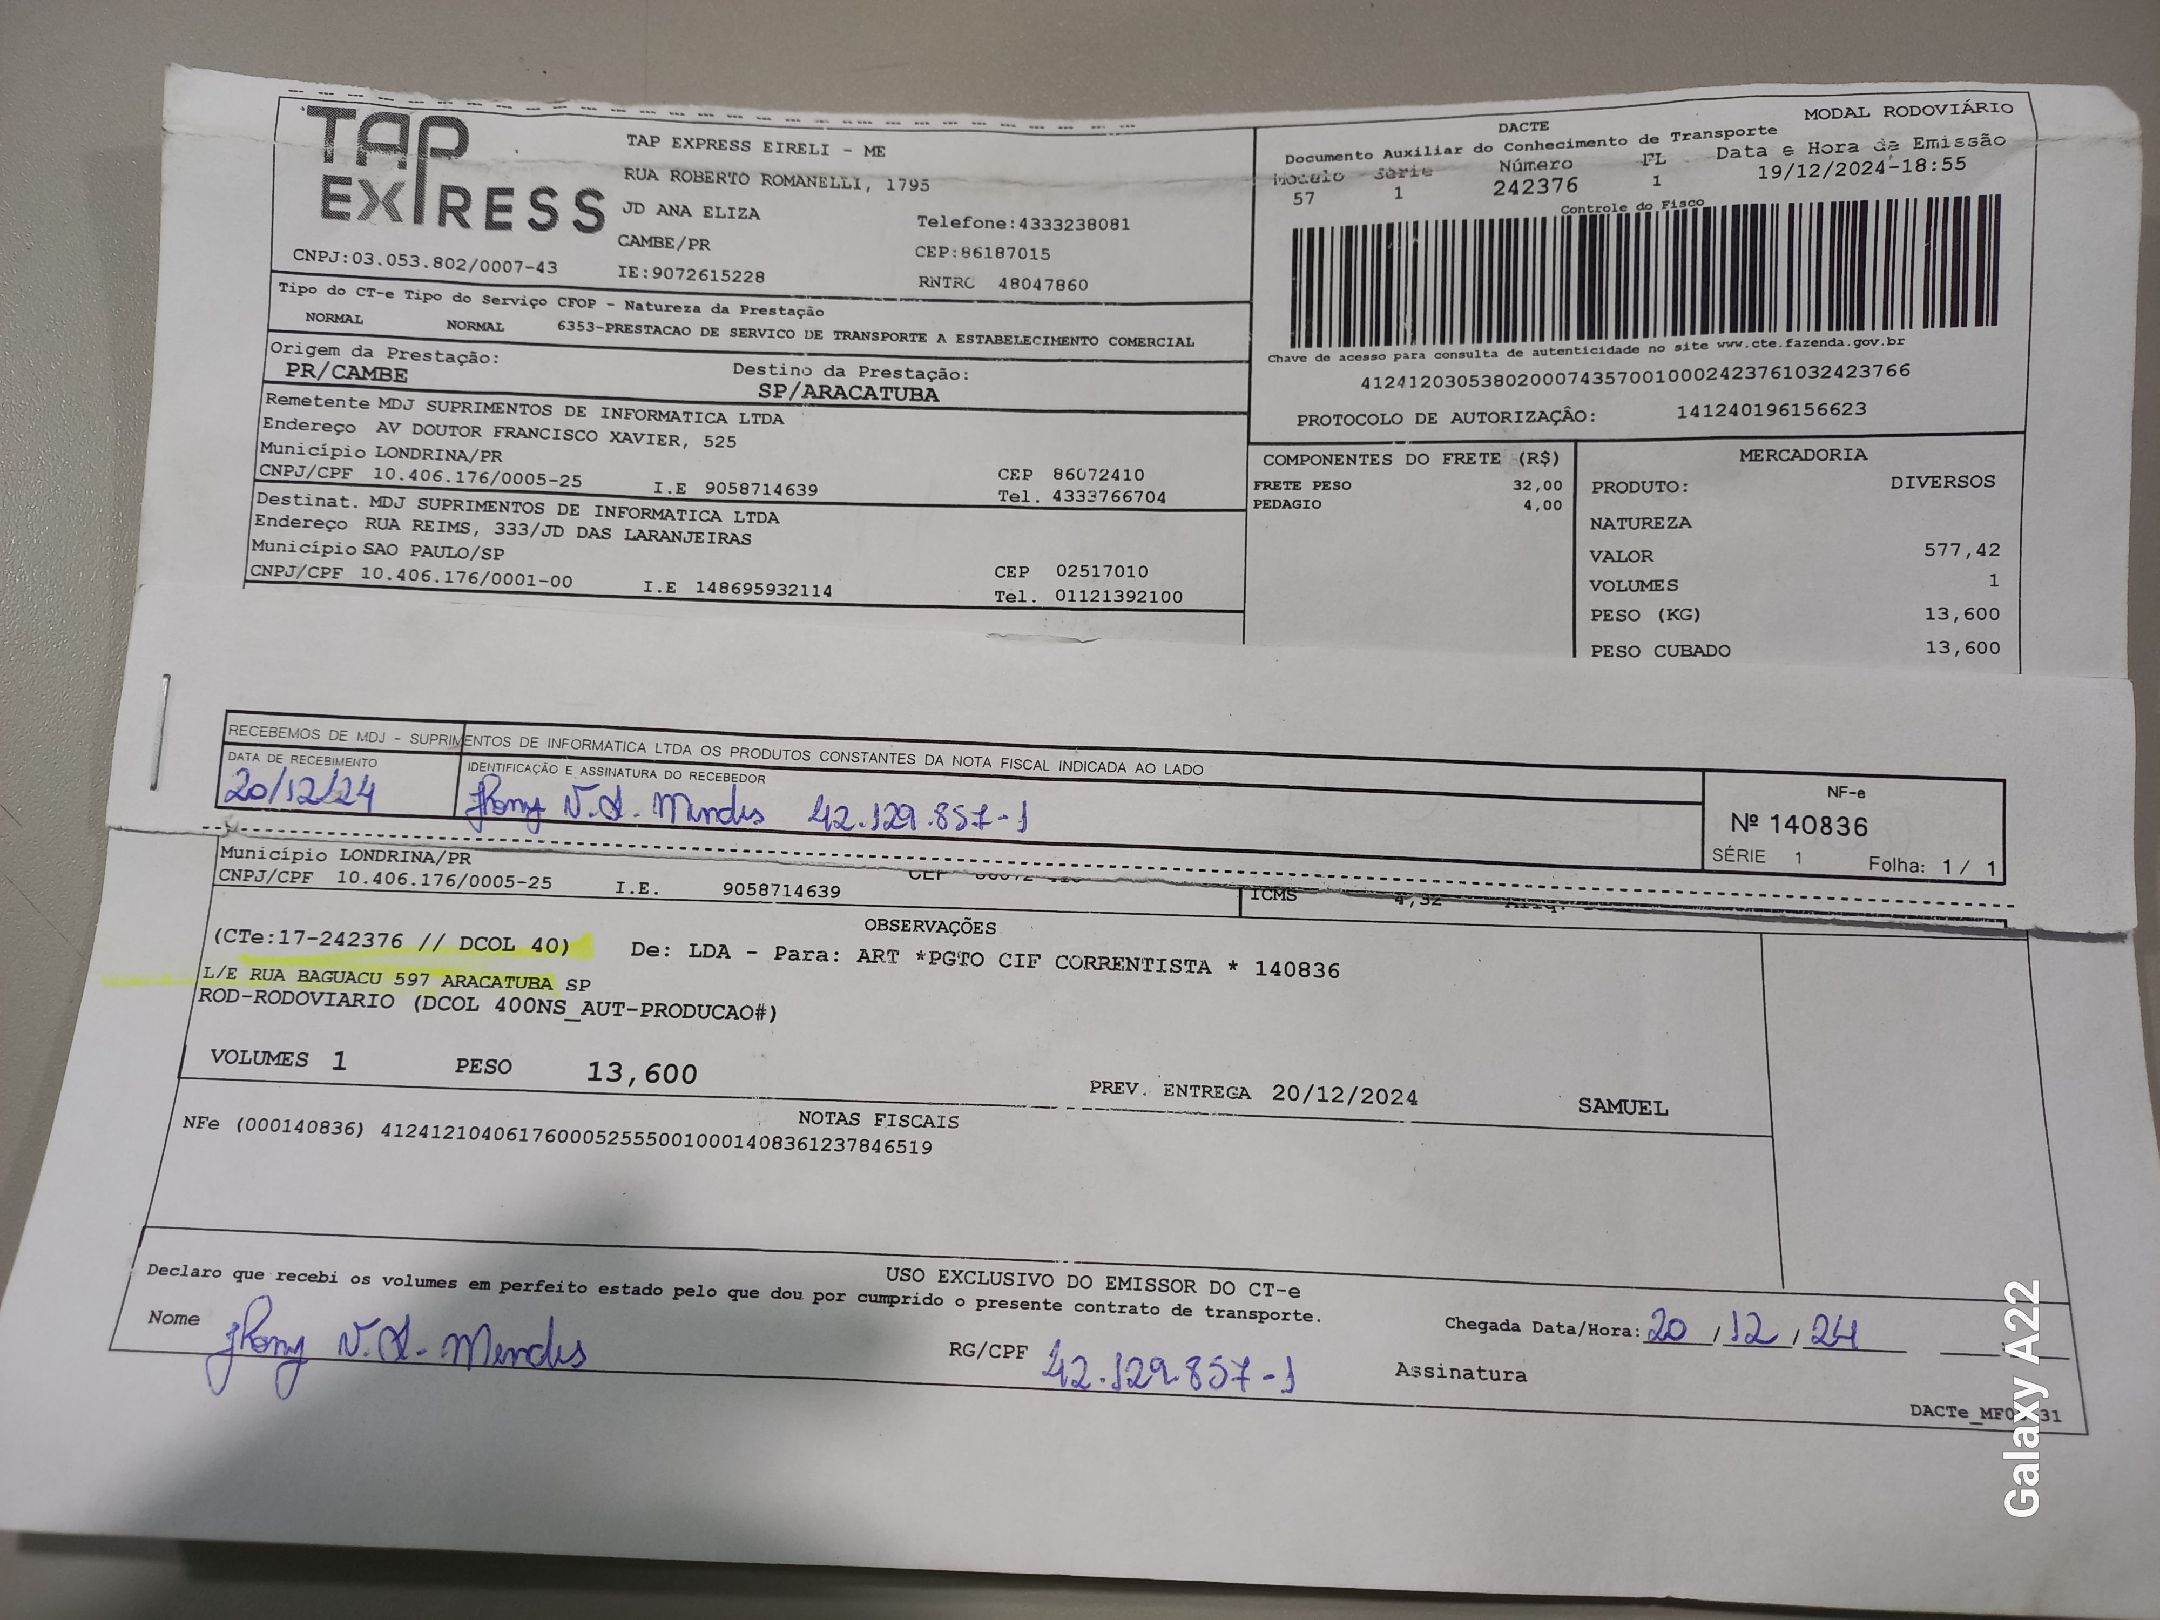 TAP EXPRESS
TAP EXPRESS EIRELI - ME
RUA ROBERTO ROMANELLI, 1795
JD ANA ELIZA
Telefone:4333238081
CAMBE/PR
CEP:86187015
CNPJ:03.053.802/0007-43
IE:9072615228
RNTRC 48047860
MODAL RODOVIÁRIO
DACTE
Documento Auxiliar do Conhecimento de Transporte
Modelo Série Número FL Data e Hora de Emissão
57 1 242376 1 19/12/2024-18:55
Controle do Fisco
Chave de acesso para consulta de autenticidade no site www.cte.fazenda.gov.br
41241203053802000743570010002423761032423766
PROTOCOLO DE AUTORIZAÇÂO: 141240196156623
Tipo do CT-e Tipo do Serviço CFOP - Natureza da Prestação
NORMAL NORMAL 6353-PRESTACAO DE SERVICO DE TRANSPORTE A ESTABELECIMENTO COMERCIAL
Origem da Prestação: Destino da Prestação:
PR/CAMBE SP/ARACATUBA
Remetente MDJ SUPRIMENTOS DE INFORMATICA LTDA
Endereço AV DOUTOR FRANCISCO XAVIER, 525
Município LONDRINA/PR CEP 86072410
CNPJ/CPF 10.406.176/0005-25 I.E 9058714639 Tel. 4333766704
Destinat. MDJ SUPRIMENTOS DE INFORMATICA LTDA
Endereço RUA REIMS, 333/JD DAS LARANJEIRAS
Município SAO PAULO/SP CEP 02517010
CNPJ/CPF 10.406.176/0001-00 I.E 148695932114 Tel. 01121392100
COMPONENTES DO FRETE (R$)
FRETE PESO 32,00
PEDAGIO 4,00
MERCADORIA
PRODUTO: DIVERSOS
NATUREZA
VALOR 577,42
VOLUMES 1
PESO (KG) 13,600
PESO CUBADO 13,600
RECEBEMOS DE MDJ - SUPRIMENTOS DE INFORMATICA LTDA OS PRODUTOS CONSTANTES DA NOTA FISCAL INDICADA AO LADO
DATA DE RECEBIMENTO IDENTIFICAÇÃO E ASSINATURA DO RECEBEDOR
20/12/24 Jhony N. A. Mendes 42.129.857-1
NF-e
Nº 140836
SÉRIE 1 Folha: 1 / 1
Município LONDRINA/PR
CNPJ/CPF 10.406.176/0005-25 I.E. 9058714639
ICMS 4,32
OBSERVAÇÕES
(CTe:17-242376 // DCOL 40) De: LDA - Para: ART *PGTO CIF CORRENTISTA * 140836
L/E RUA BAGUACU 597 ARACATUBA SP
ROD-RODOVIARIO (DCOL 400NS_AUT-PRODUCAO#)
VOLUMES 1 PESO 13,600 PREV. ENTREGA 20/12/2024 SAMUEL
NOTAS FISCAIS
NFe (000140836) 41241210406176000525550010001408361237846519
USO EXCLUSIVO DO EMISSOR DO CT-e
Declaro que recebi os volumes em perfeito estado pelo que dou por cumprido o presente contrato de transporte.
Nome Jhony N. A. Mendes RG/CPF 42.129.857-1
Chegada Data/Hora: 20 / 12 / 24
Assinatura
Galaxy A22